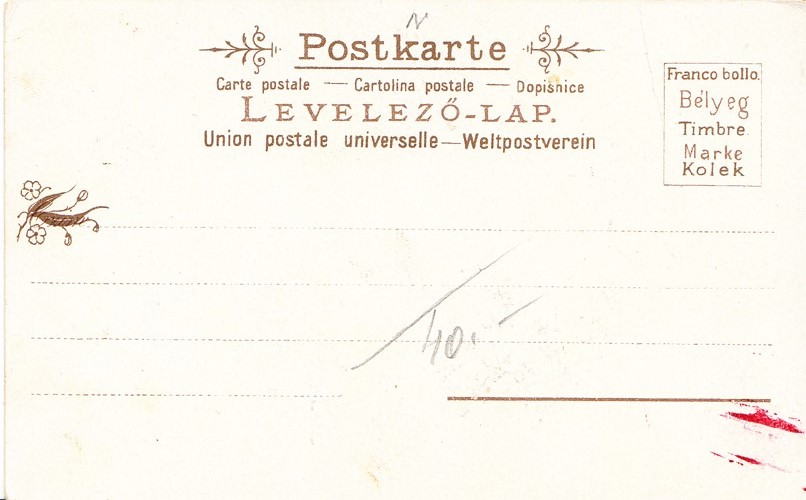 N
Postkarte
Carte postale — Cartolina postale — Dopisnice
LEVELEZŐ-LAP.
Union postale universelle—Weltpostverein
Franco bollo.
Bélyeg
Timbre
Marke
Kolek
40.-